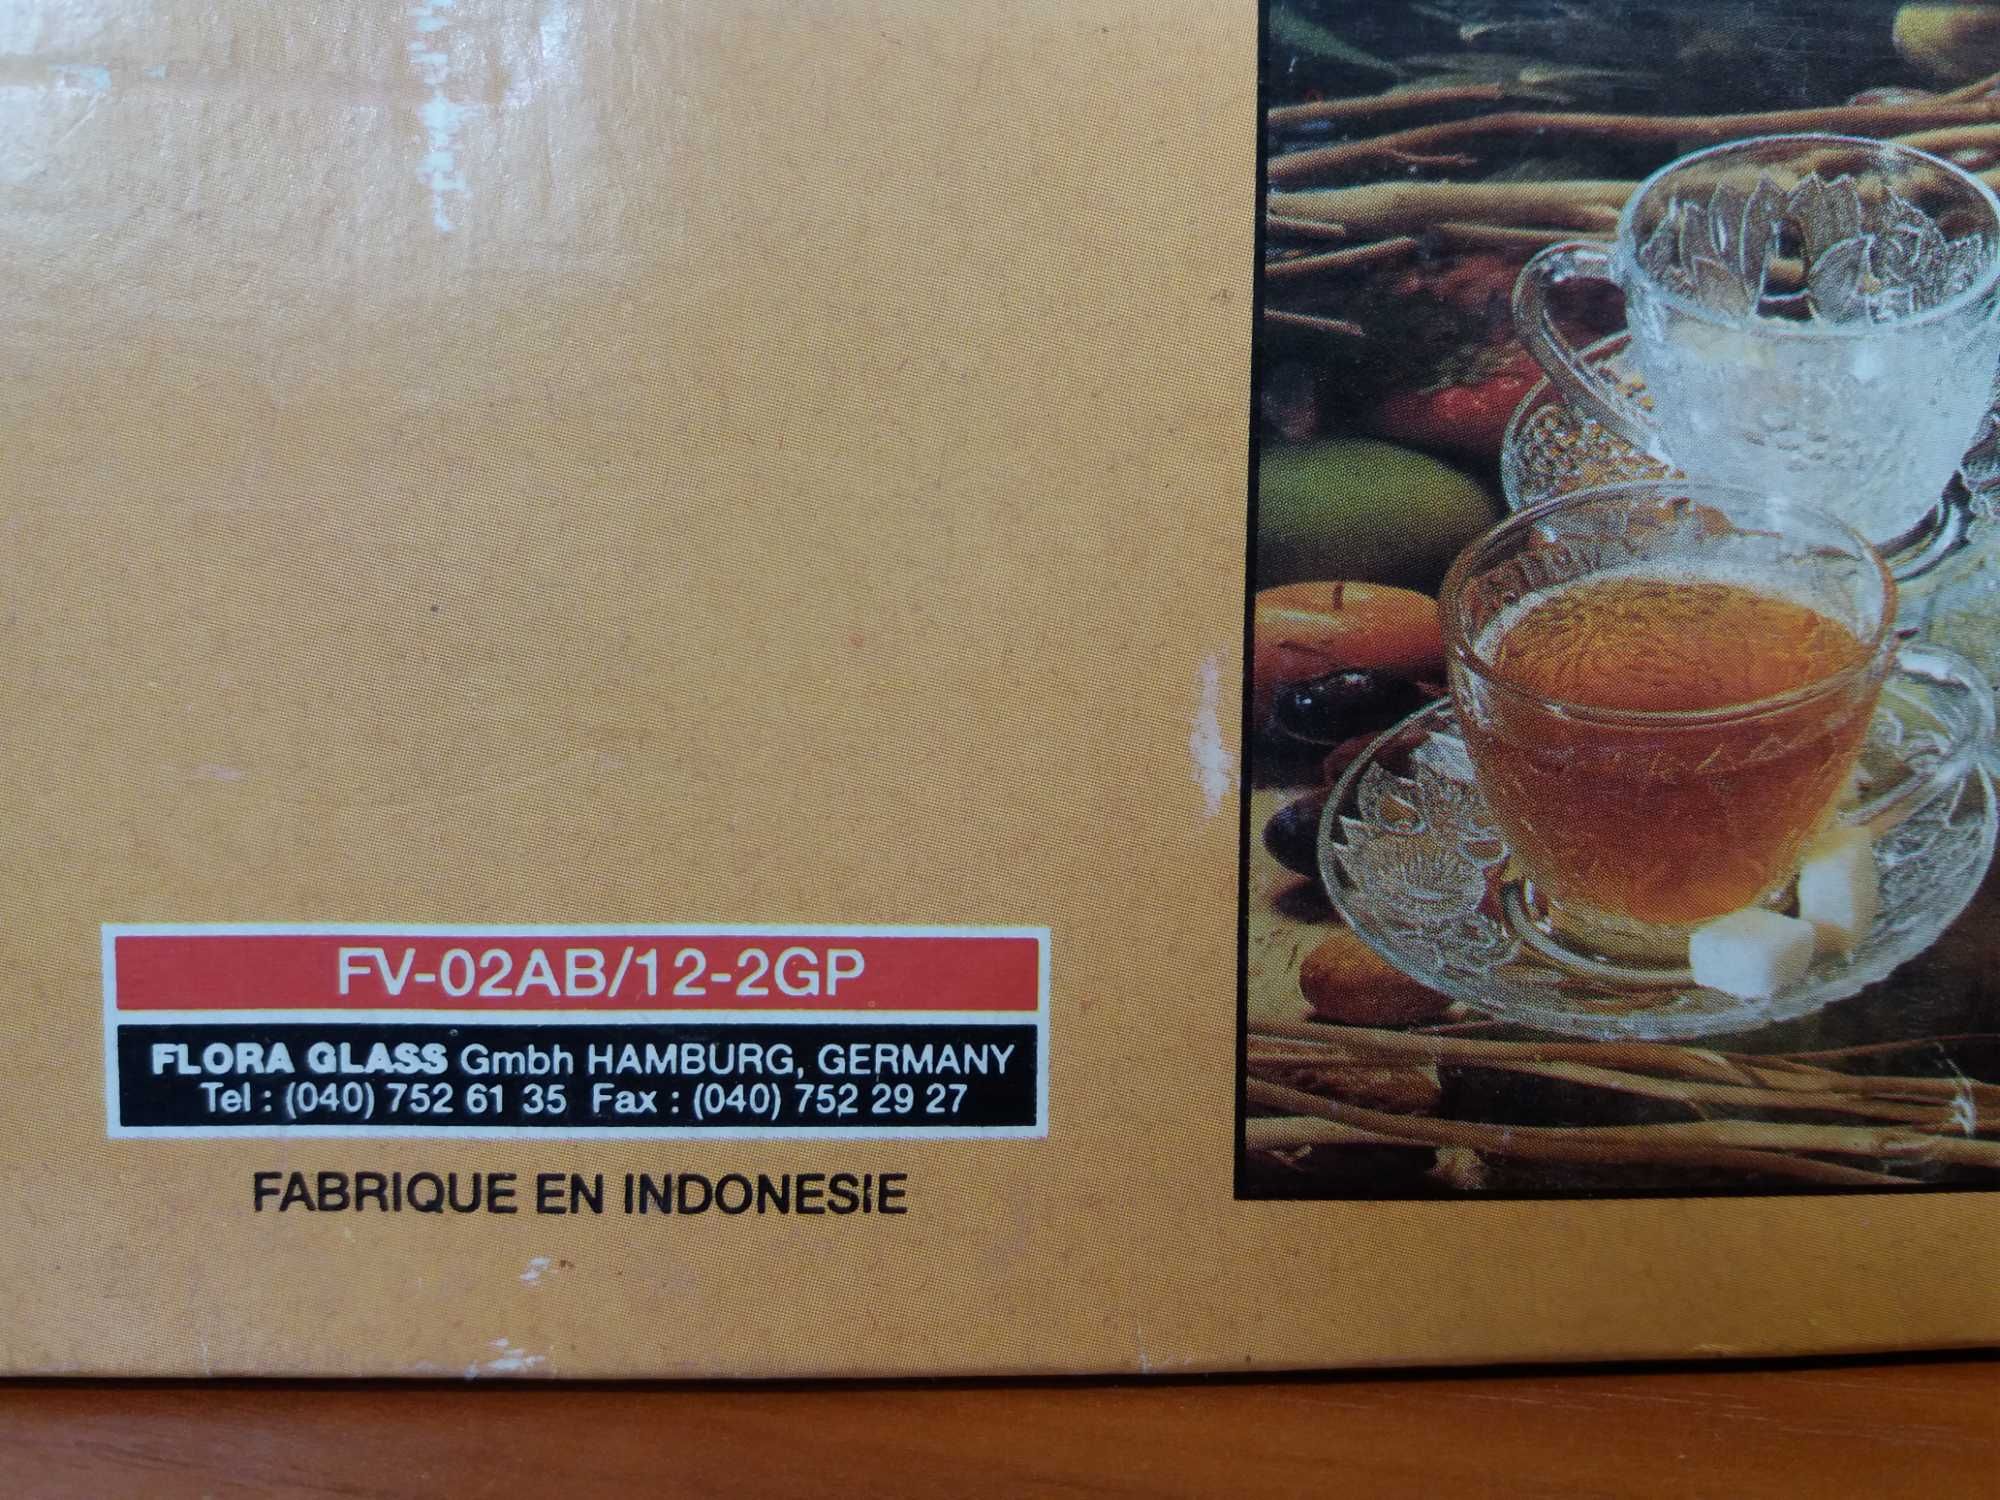 FV-02AB/12-2GP
FLORA GLASS Gmbh HAMBURG, GERMANY
Tel : (040) 752 61 35 Fax : (040) 752 29 27
FABRIQUE EN INDONESIE